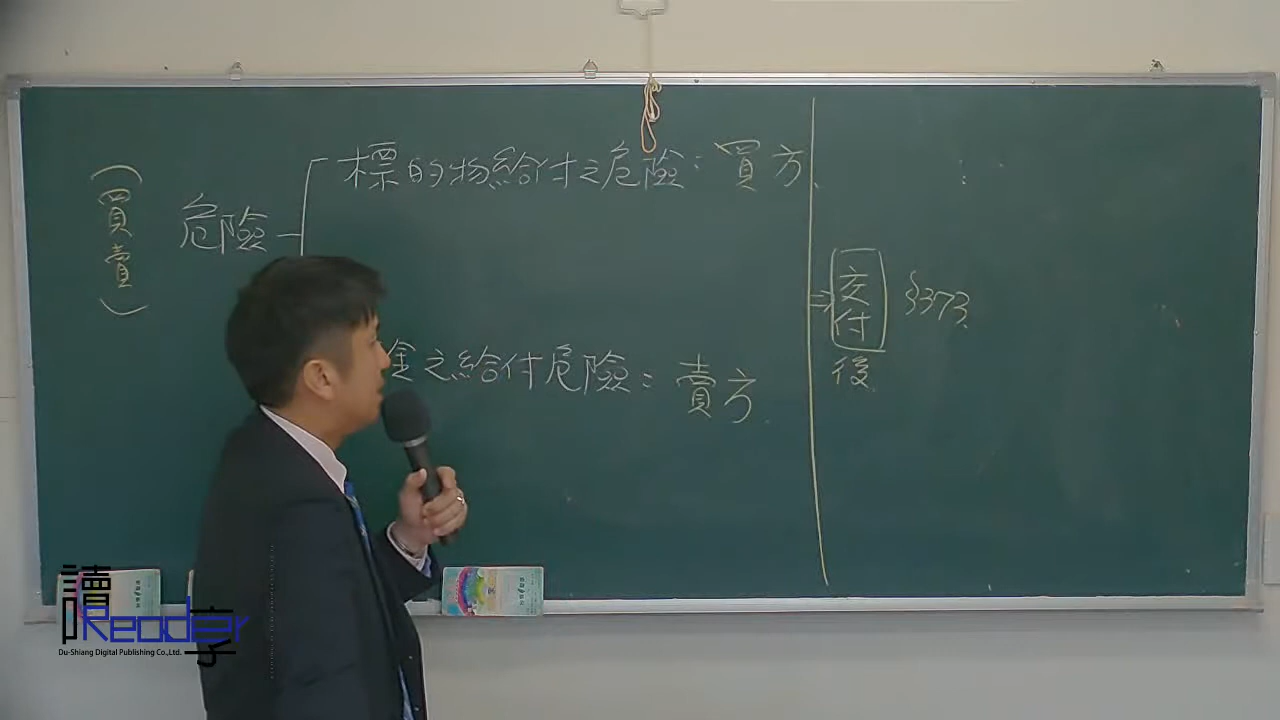 （買賣）
危險
標的物給付之危險：買方
金之給付危險：賣方
⇒交付
後
§373
讀享
Reader
Du-Shiang Digital Publishing Co.,Ltd.